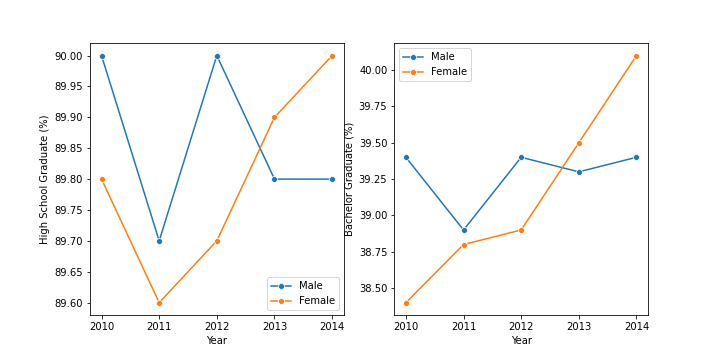 High School Graduate (%)
90.00
89.95
89.90
89.85
89.80
89.75
89.70
89.65
89.60
Male
Female
2010 2011 2012 2013 2014
Year
Bachelor Graduate (%)
40.00
39.75
39.50
39.25
39.00
38.75
38.50
Male
Female
2010 2011 2012 2013 2014
Year